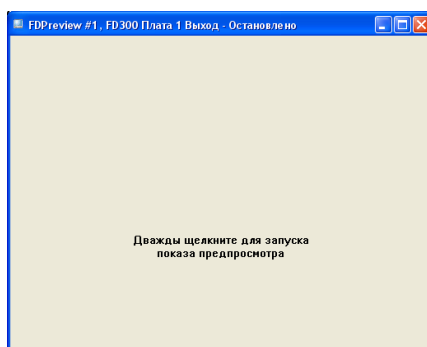 FDPreview #1, FD300 Плата 1 Выход - Остановлено
Дважды щелкните для запуска
показа предпросмотра